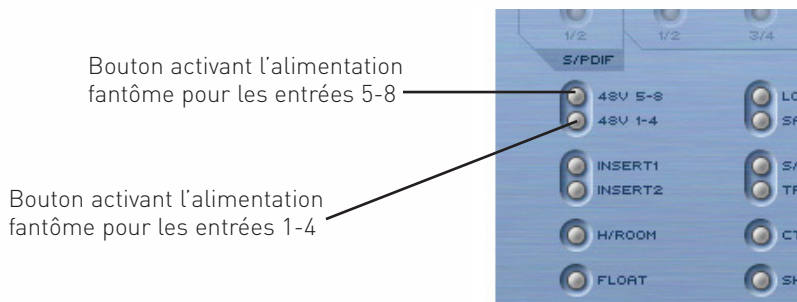 1/2 1/2 3/4
S/PDIF
Bouton activant l’alimentation
fantôme pour les entrées 5-8
48V 5-8
48V 1-4
INSERT1
INSERT2
Bouton activant l’alimentation
fantôme pour les entrées 1-4
H/ROOM
FLOAT